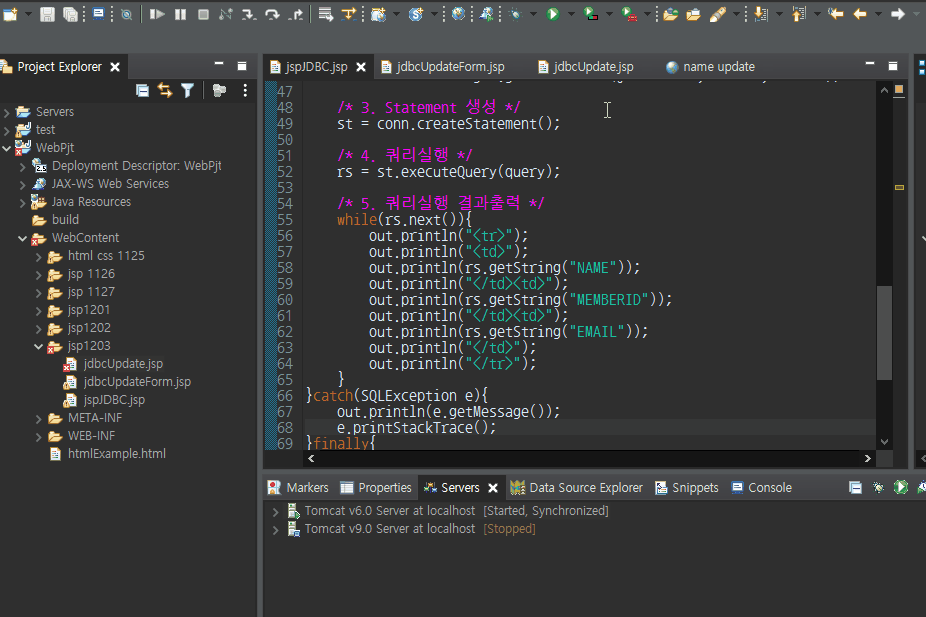 Project Explorer
Servers
test
WebPjt
Deployment Descriptor: WebPjt
JAX-WS Web Services
Java Resources
build
WebContent
html css 1125
jsp 1126
jsp 1127
jsp1201
jsp1202
jsp1203
jdbcUpdate.jsp
jdbcUpdateForm.jsp
jspJDBC.jsp
META-INF
WEB-INF
htmlExample.html
jspJDBC.jsp jdbcUpdateForm.jsp jdbcUpdate.jsp name update
47
48 /* 3. Statement 생성 */
49 st = conn.createStatement();
50
51 /* 4. 쿼리실행 */
52 rs = st.executeQuery(query);
53
54 /* 5. 쿼리실행 결과출력 */
55 while(rs.next()){
56 out.println("<tr>");
57 out.println("<td>");
58 out.println(rs.getString("NAME"));
59 out.println("</td><td>");
60 out.println(rs.getString("MEMBERID"));
61 out.println("</td><td>");
62 out.println(rs.getString("EMAIL"));
63 out.println("</td>");
64 out.println("</tr>");
65 }
66 }catch(SQLException e){
67 out.println(e.getMessage());
68 e.printStackTrace();
69 }finally{
Markers Properties Servers Data Source Explorer Snippets Console
Tomcat v6.0 Server at localhost [Started, Synchronized]
Tomcat v9.0 Server at localhost [Stopped]